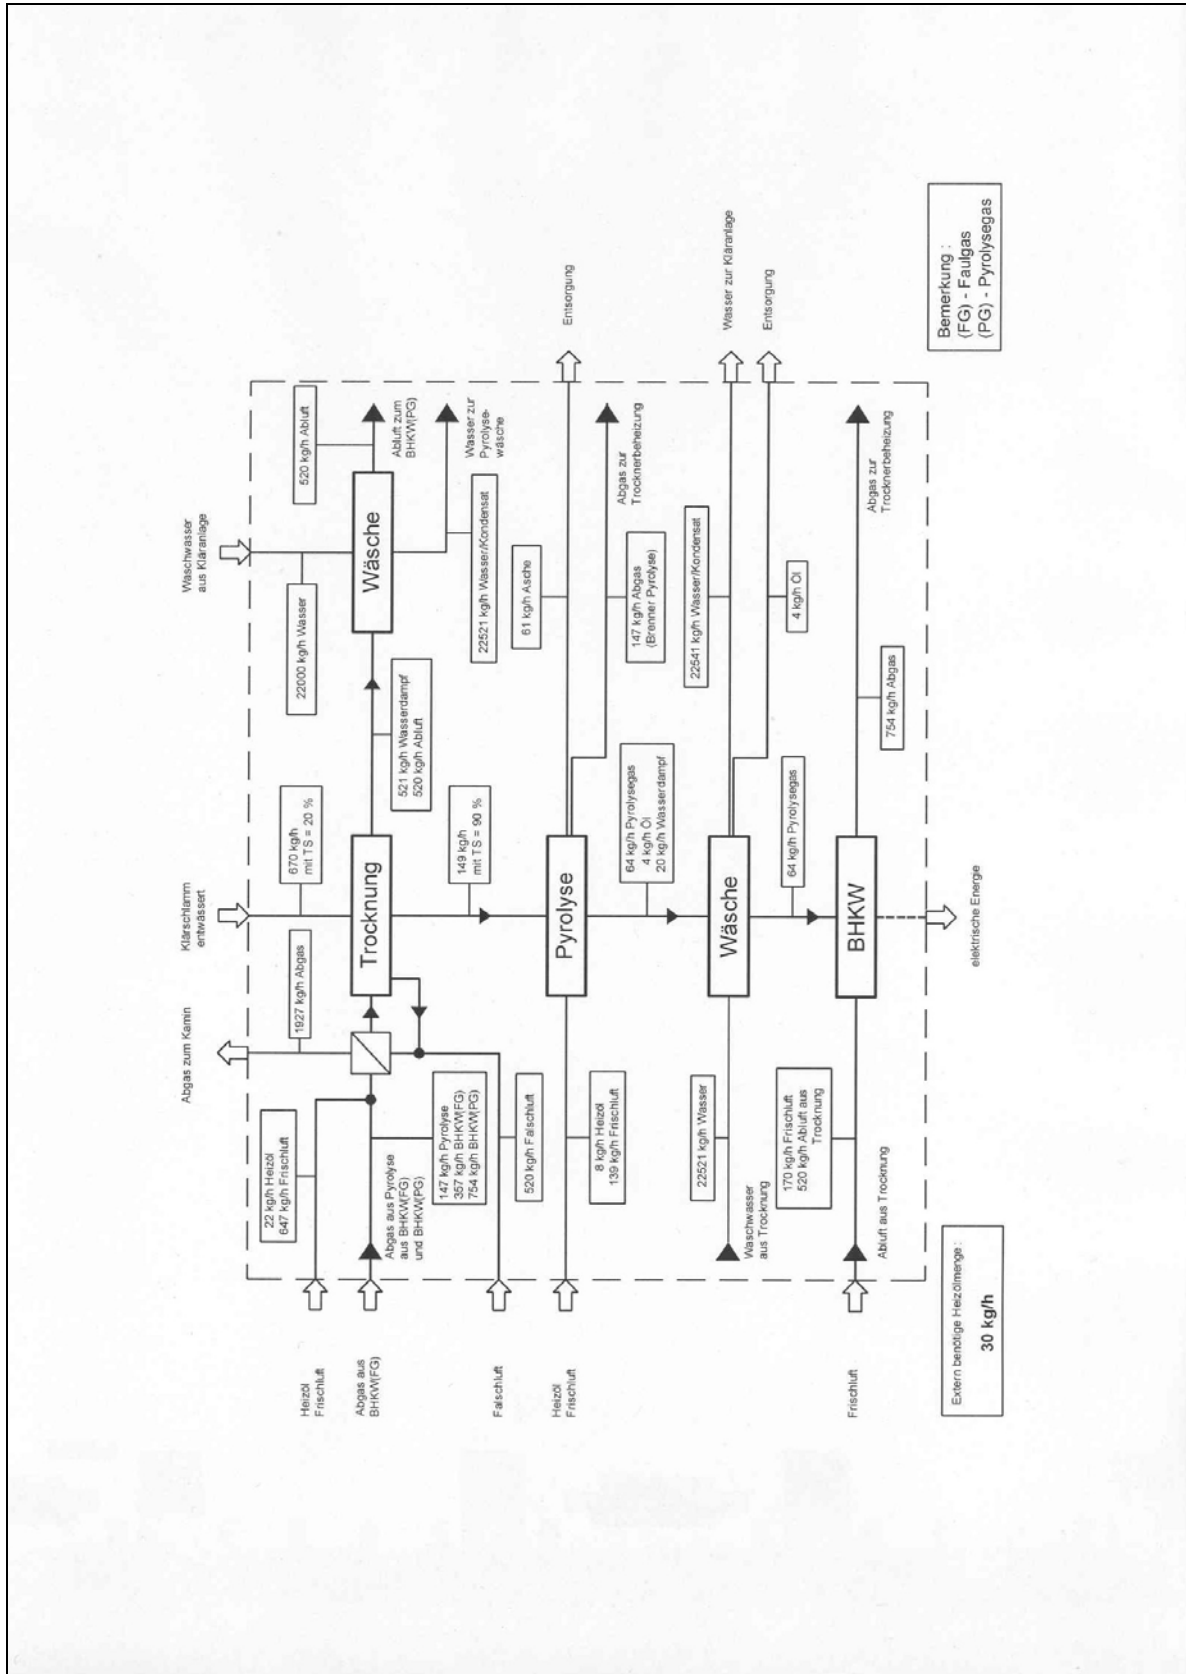 Waschwasser
aus Kläranlage
Klärschlamm
entwässert
Abgas zum Kamin
22000 kg/h Wasser
520 kg/h Abluft
670 kg/h
mit TS = 20 %
1927 kg/h Abgas
22 kg/h Heizöl
647 kg/h Frischluft
Heizöl
Frischluft
Trocknung
521 kg/h Wasserdampf
520 kg/h Abluft
Wäsche
Abluft zum
BHKW(PG)
Wasser zur
Pyrolyse-
wäsche
22521 kg/h Wasser/Kondensat
Abgas aus
BHKW(FG)
Abgas aus Pyrolyse
aus BHKW(FG)
und BHKW(PG)
147 kg/h Pyrolyse
357 kg/h BHKW(FG)
754 kg/h BHKW(PG)
149 kg/h
mit TS = 90 %
Falschluft
520 kg/h Falschluft
61 kg/h Asche
Entsorgung
Heizöl
Frischluft
8 kg/h Heizöl
139 kg/h Frischluft
Pyrolyse
147 kg/h Abgas
(Brenner Pyrolyse)
Abgas zur
Trocknerbeheizung
64 kg/h Pyrolysegas
4 kg/h Öl
20 kg/h Wasserdampf
22541 kg/h Wasser/Kondensat
Wasser zur Kläranlage
22521 kg/h Wasser
Waschwasser
aus Trocknung
Wäsche
4 kg/h Öl
Entsorgung
64 kg/h Pyrolysegas
170 kg/h Frischluft
520 kg/h Abluft aus
Trocknung
Frischluft
Abluft aus Trocknung
BHKW
754 kg/h Abgas
Abgas zur
Trocknerbeheizung
elektrische Energie
Extern benötige Heizölmenge :
30 kg/h
Bemerkung :
(FG) - Faulgas
(PG) - Pyrolysegas